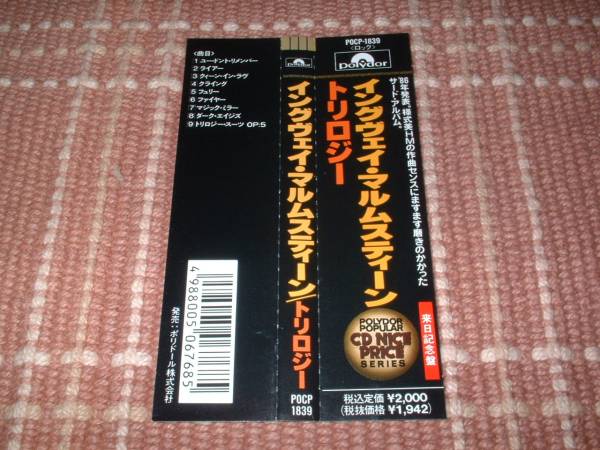 〈曲目〉
1 ユードント・リメンバー
2 ライアー
3 クィーン・イン・ラヴ
4 クライング
5 フュリー
6 ファイヤー
7 マジック・ミラー
8 ダーク・エイジズ
9 トリロジー・スーツ OP:5
4988005067685
発売:ポリドール株式会社
polydor
イングヴェイ・マルムスティーン/トリロジー
POCP
1839
POCP-1839
〈ロック〉
polydor
'86年発表。様式美HMの作曲センスにますます磨きのかかった
サード・アルバム。
イングヴェイ・マルムスティーン
トリロジー
来日記念盤
POLYDOR POPULAR
CD NICE
PRICE
SERIES
税込定価 ¥2,000
(税抜価格 ¥1,942)